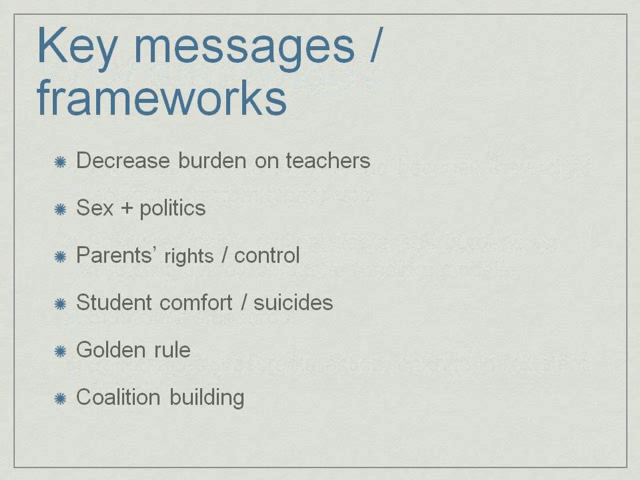 Key messages /
frameworks
Decrease burden on teachers
Sex + politics
Parents’ rights / control
Student comfort / suicides
Golden rule
Coalition building